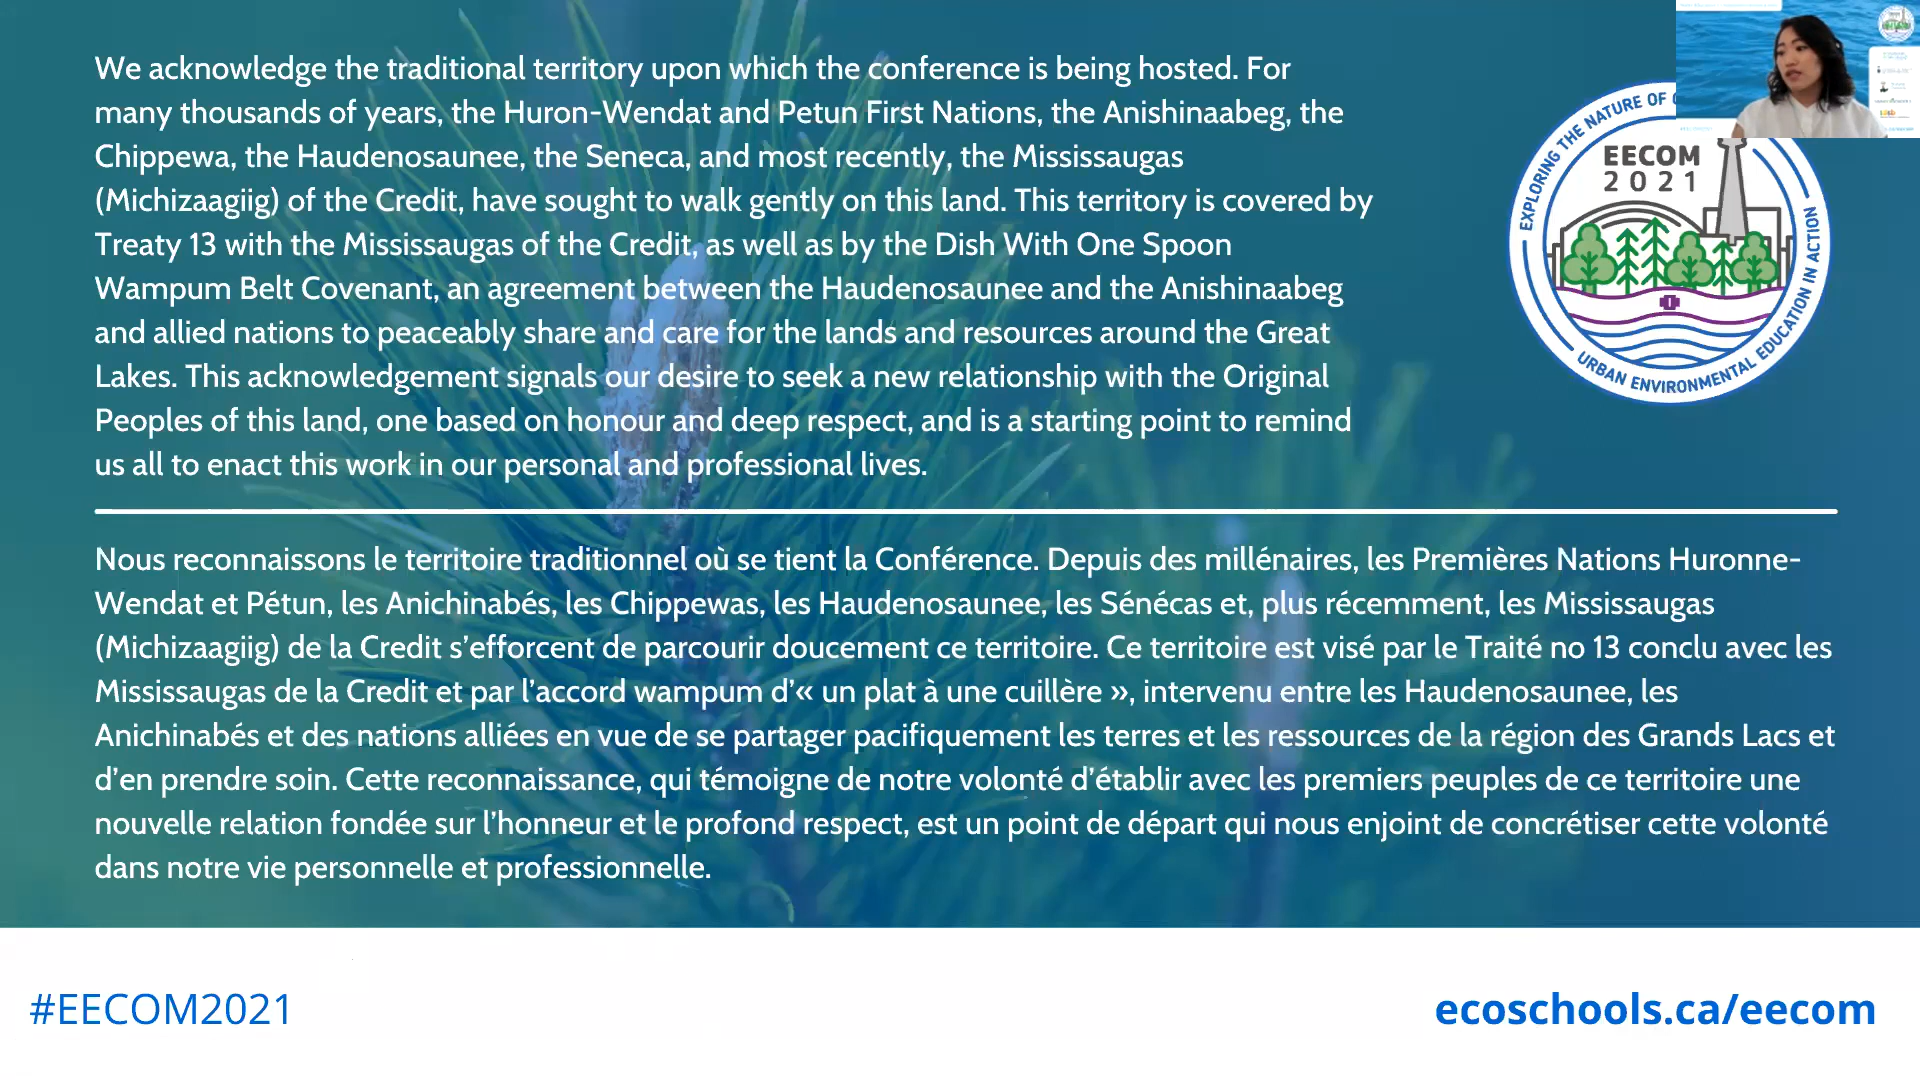 We acknowledge the traditional territory upon which the conference is being hosted. For
many thousands of years, the Huron-Wendat and Petun First Nations, the Anishinaabeg, the
Chippewa, the Haudenosaunee, the Seneca, and most recently, the Mississaugas
(Michizaagiig) of the Credit, have sought to walk gently on this land. This territory is covered by
Treaty 13 with the Mississaugas of the Credit, as well as by the Dish With One Spoon
Wampum Belt Covenant, an agreement between the Haudenosaunee and the Anishinaabeg
and allied nations to peaceably share and care for the lands and resources around the Great
Lakes. This acknowledgement signals our desire to seek a new relationship with the Original
Peoples of this land, one based on honour and deep respect, and is a starting point to remind
us all to enact this work in our personal and professional lives.
EXPLORING THE NATURE OF
EECOM
2021
URBAN ENVIRONMENTAL EDUCATION IN ACTION
Nous reconnaissons le territoire traditionnel où se tient la Conférence. Depuis des millénaires, les Premières Nations Huronne-
Wendat et Pétun, les Anichinabés, les Chippewas, les Haudenosaunee, les Sénécas et, plus récemment, les Mississaugas
(Michizaagiig) de la Credit s’efforcent de parcourir doucement ce territoire. Ce territoire est visé par le Traité no 13 conclu avec les
Mississaugas de la Credit et par l’accord wampum d’« un plat à une cuillère », intervenu entre les Haudenosaunee, les
Anichinabés et des nations alliées en vue de se partager pacifiquement les terres et les ressources de la région des Grands Lacs et
d’en prendre soin. Cette reconnaissance, qui témoigne de notre volonté d’établir avec les premiers peuples de ce territoire une
nouvelle relation fondée sur l’honneur et le profond respect, est un point de départ qui nous enjoint de concrétiser cette volonté
dans notre vie personnelle et professionnelle.
#EECOM2021
ecoschools.ca/eecom